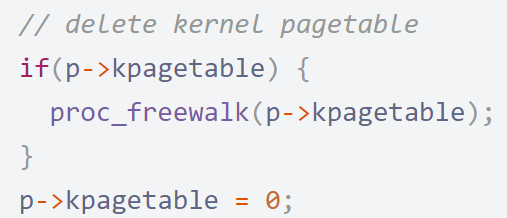 // delete kernel pagetable
if(p->kpagetable) {
  proc_freewalk(p->kpagetable);
}
p->kpagetable = 0;